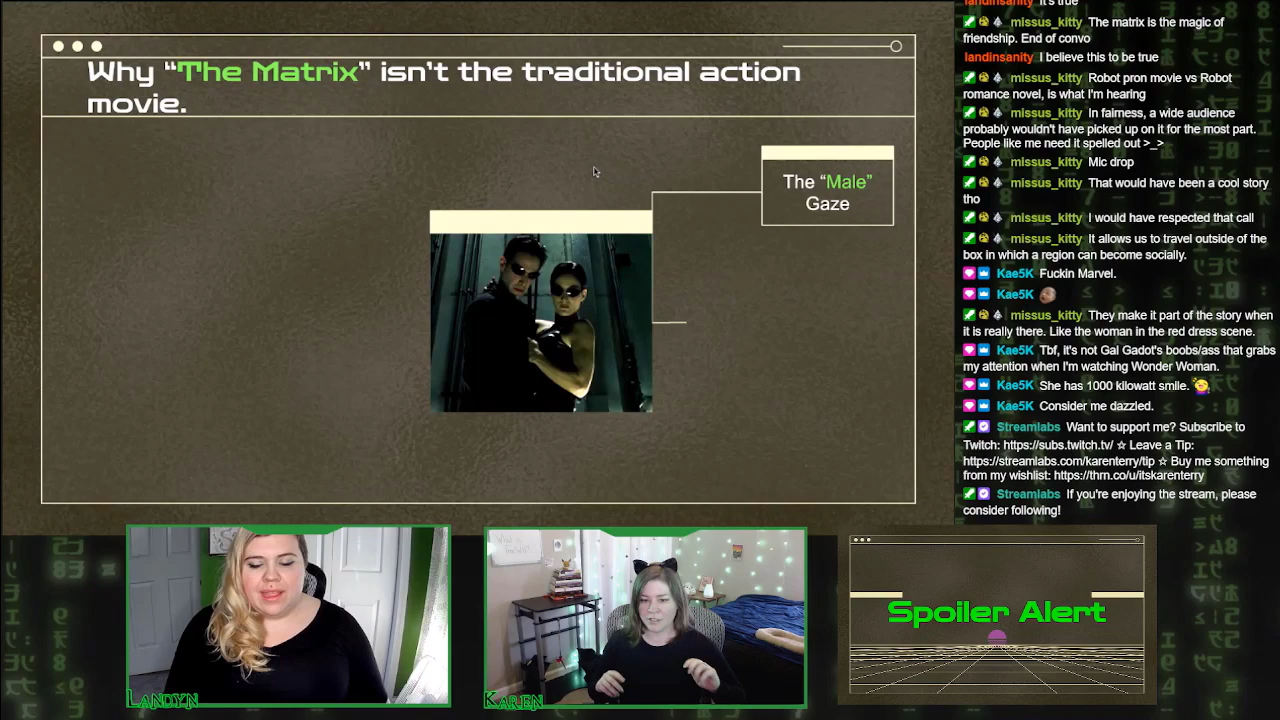 Why “The Matrix” isn't the traditional action
movie.
The “Male”
Gaze
landinsanity It's true
missus_kitty The matrix is the magic of
friendship. End of convo
landinsanity I believe this to be true
missus_kitty Robot pron movie vs Robot
romance novel, is what I'm hearing
missus_kitty In fairness, a wide audience
probably wouldn't have picked up on it for the most part.
People like me need it spelled out >_>
missus_kitty Mic drop
missus_kitty That would have been a cool story
tho
missus_kitty I would have respected that call
missus_kitty It allows us to travel outside of the
box in which a region can become socially.
Kae5K Fuckin Marvel.
Kae5K
missus_kitty They make it part of the story when
it is really there. Like the woman in the red dress scene.
Kae5K Tbf, it's not Gal Gadot's boobs/ass that grabs
my attention when I'm watching Wonder Woman.
Kae5K She has 1000 kilowatt smile.
Kae5K Consider me dazzled.
Streamlabs Want to support me? Subscribe to
Twitch: https://subs.twitch.tv/ ☆ Leave a Tip:
https://streamlabs.com/karenterry/tip ☆ Buy me something
from my wishlist: https://thrn.co/u/itskarenterry
Streamlabs If you're enjoying the stream, please
consider following!
Landyn
Karen
Spoiler Alert